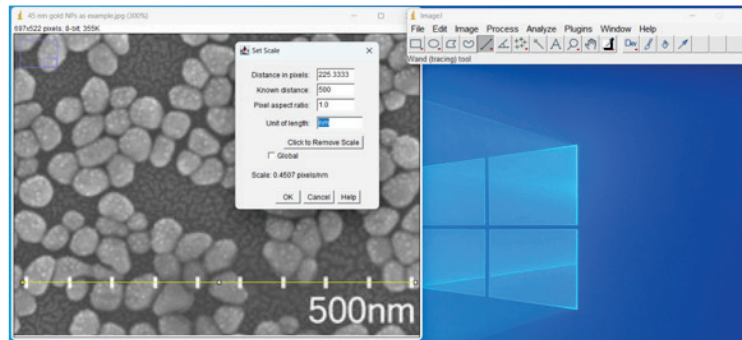 45 nm gold NPs as example.jpg (300%)
697x522 pixels; 8-bit; 355K
Set Scale
Distance in pixels: 225.3333
Known distance: 500
Pixel aspect ratio: 1.0
Unit of length: nm
Click to Remove Scale
Global
Scale: 0.4507 pixels/nm
OK Cancel Help
500nm
ImageJ
File Edit Image Process Analyze Plugins Window Help
A Dev
Wand (tracing) tool